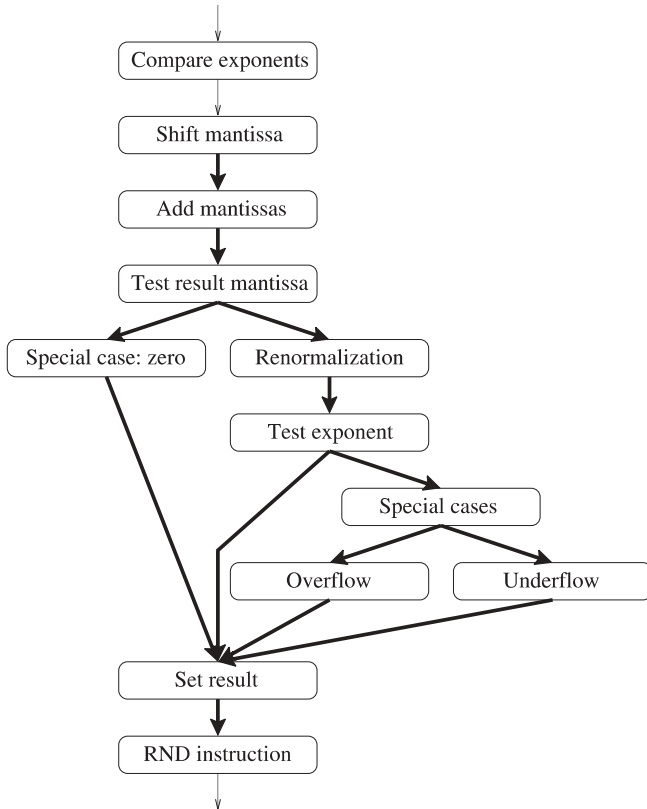 Compare exponents
Shift mantissa
Add mantissas
Test result mantissa
Special case: zero
Renormalization
Test exponent
Special cases
Overflow
Underflow
Set result
RND instruction